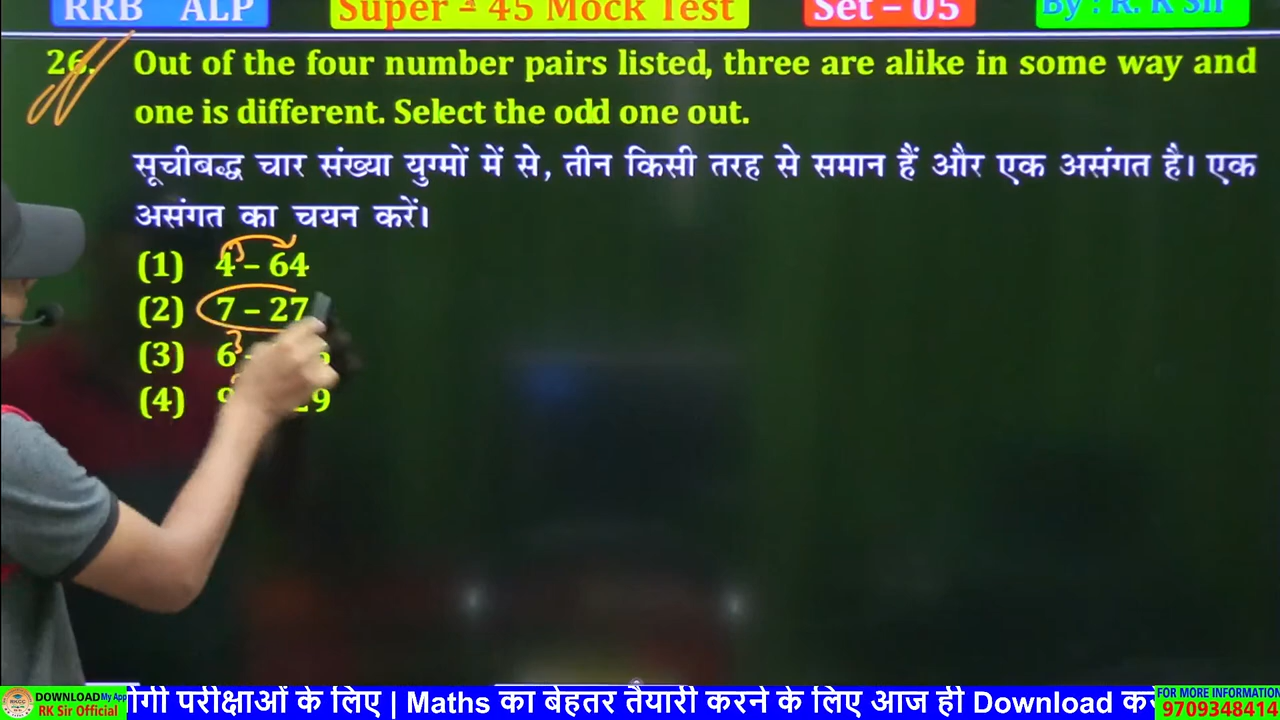 RRB ALP Super - 45 Mock Test Set - 05 By : R. K Sir
26. Out of the four number pairs listed, three are alike in some way and
one is different. Select the odd one out.
सूचीबद्ध चार संख्या युग्मों में से, तीन किसी तरह से समान हैं और एक असंगत है। एक
असंगत का चयन करें।
(1) 4 – 64
(2) 7 – 27
(3) 6
(4)
DOWNLOAD My App
RK Sir Official
के लिए | Maths का बेहतर तैयारी करने के लिए आज ही Download
FOR MORE INFORMATION
9709348414